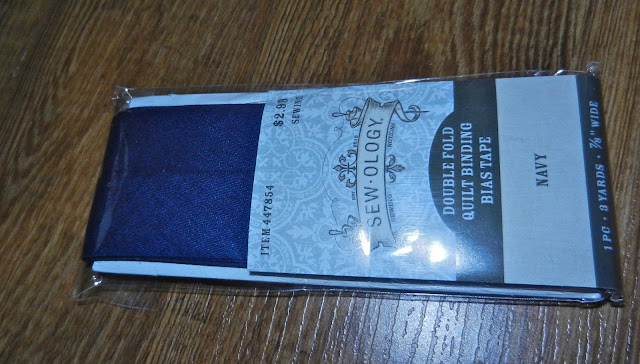 ITEM 447854
$2.99
SEWING
SEW-OLOGY.
DOUBLE FOLD
QUILT BINDING
BIAS TAPE
NAVY
1 PC · 3 YARDS · 7/8" WIDE